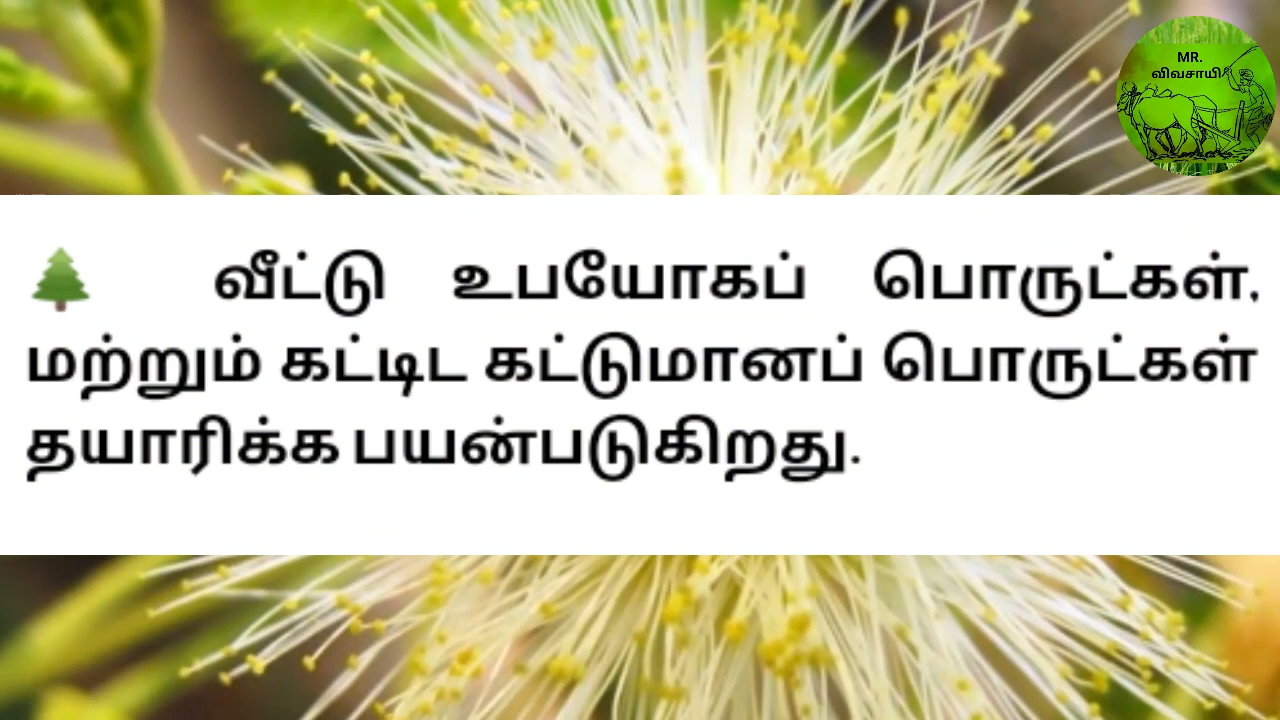 MR.
விவசாயி
🌲 வீட்டு உபயோகப் பொருட்கள்,
மற்றும் கட்டிட கட்டுமானப் பொருட்கள்
தயாரிக்க பயன்படுகிறது.